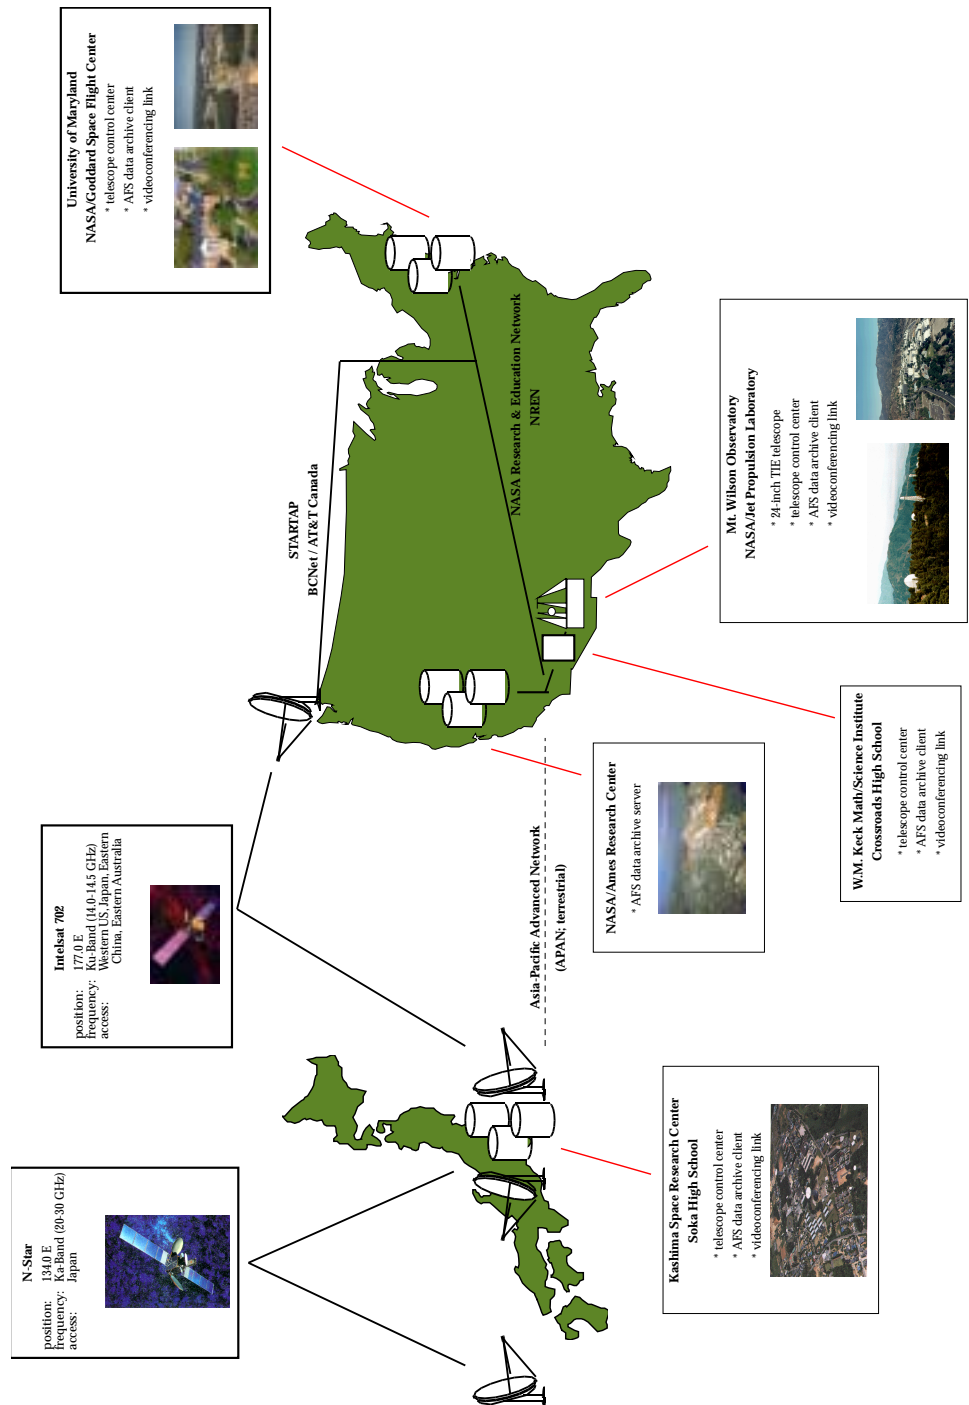 N-Star
position: 134.0 E
frequency: Ka-Band (20-30 GHz)
access: Japan
Intelsat 702
position: 177.0 E
frequency: Ku-Band (14.0-14.5 GHz)
access: Western US, Japan, Eastern
China, Eastern Australia
University of Maryland
NASA/Goddard Space Flight Center
* telescope control center
* AFS data archive client
* videoconferencing link
STARTAP
BCNet / AT&T Canada
NASA Research & Education Network
NREN
Asia-Pacific Advanced Network
(APAN; terrestrial)
Kashima Space Research Center
Soka High School
* telescope control center
* AFS data archive client
* videoconferencing link
NASA/Ames Research Center
* AFS data archive server
W.M. Keck Math/Science Institute
Crossroads High School
* telescope control center
* AFS data archive client
* videoconferencing link
Mt. Wilson Observatory
NASA/Jet Propulsion Laboratory
* 24-inch TIE telescope
* telescope control center
* AFS data archive client
* videoconferencing link